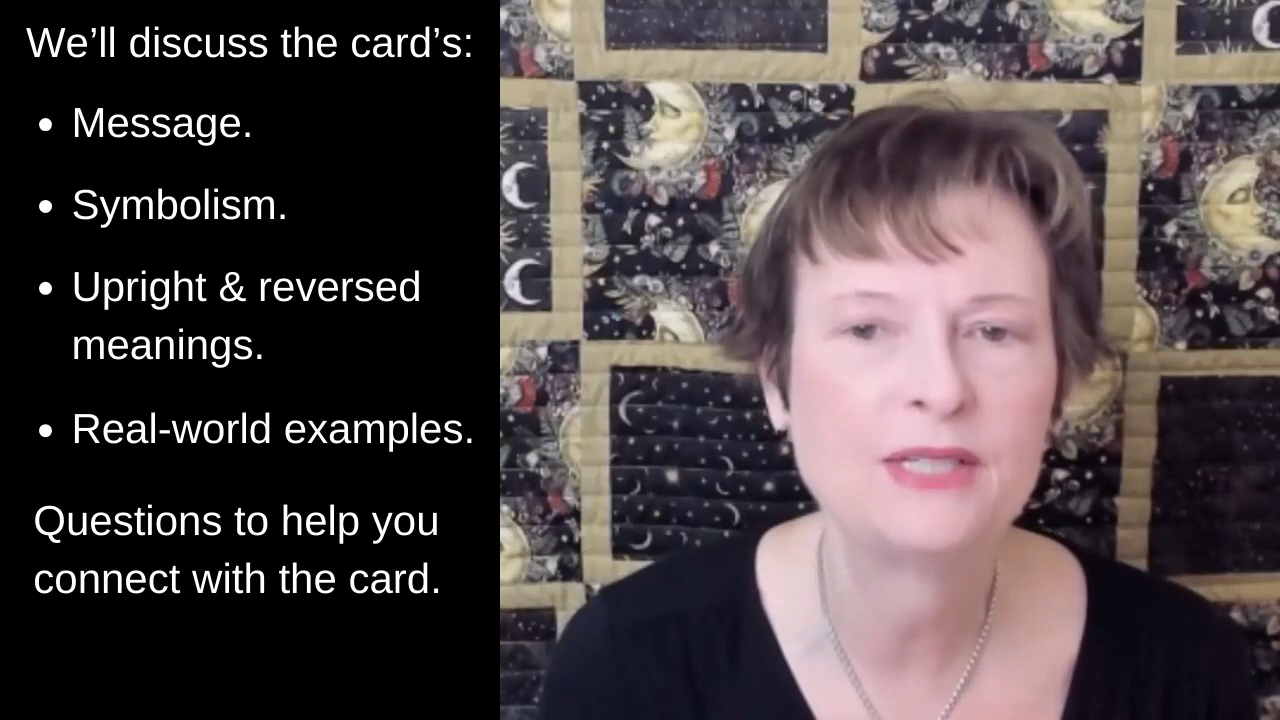 We’ll discuss the card’s:
• Message.
• Symbolism.
• Upright & reversed
meanings.
• Real-world examples.
Questions to help you
connect with the card.